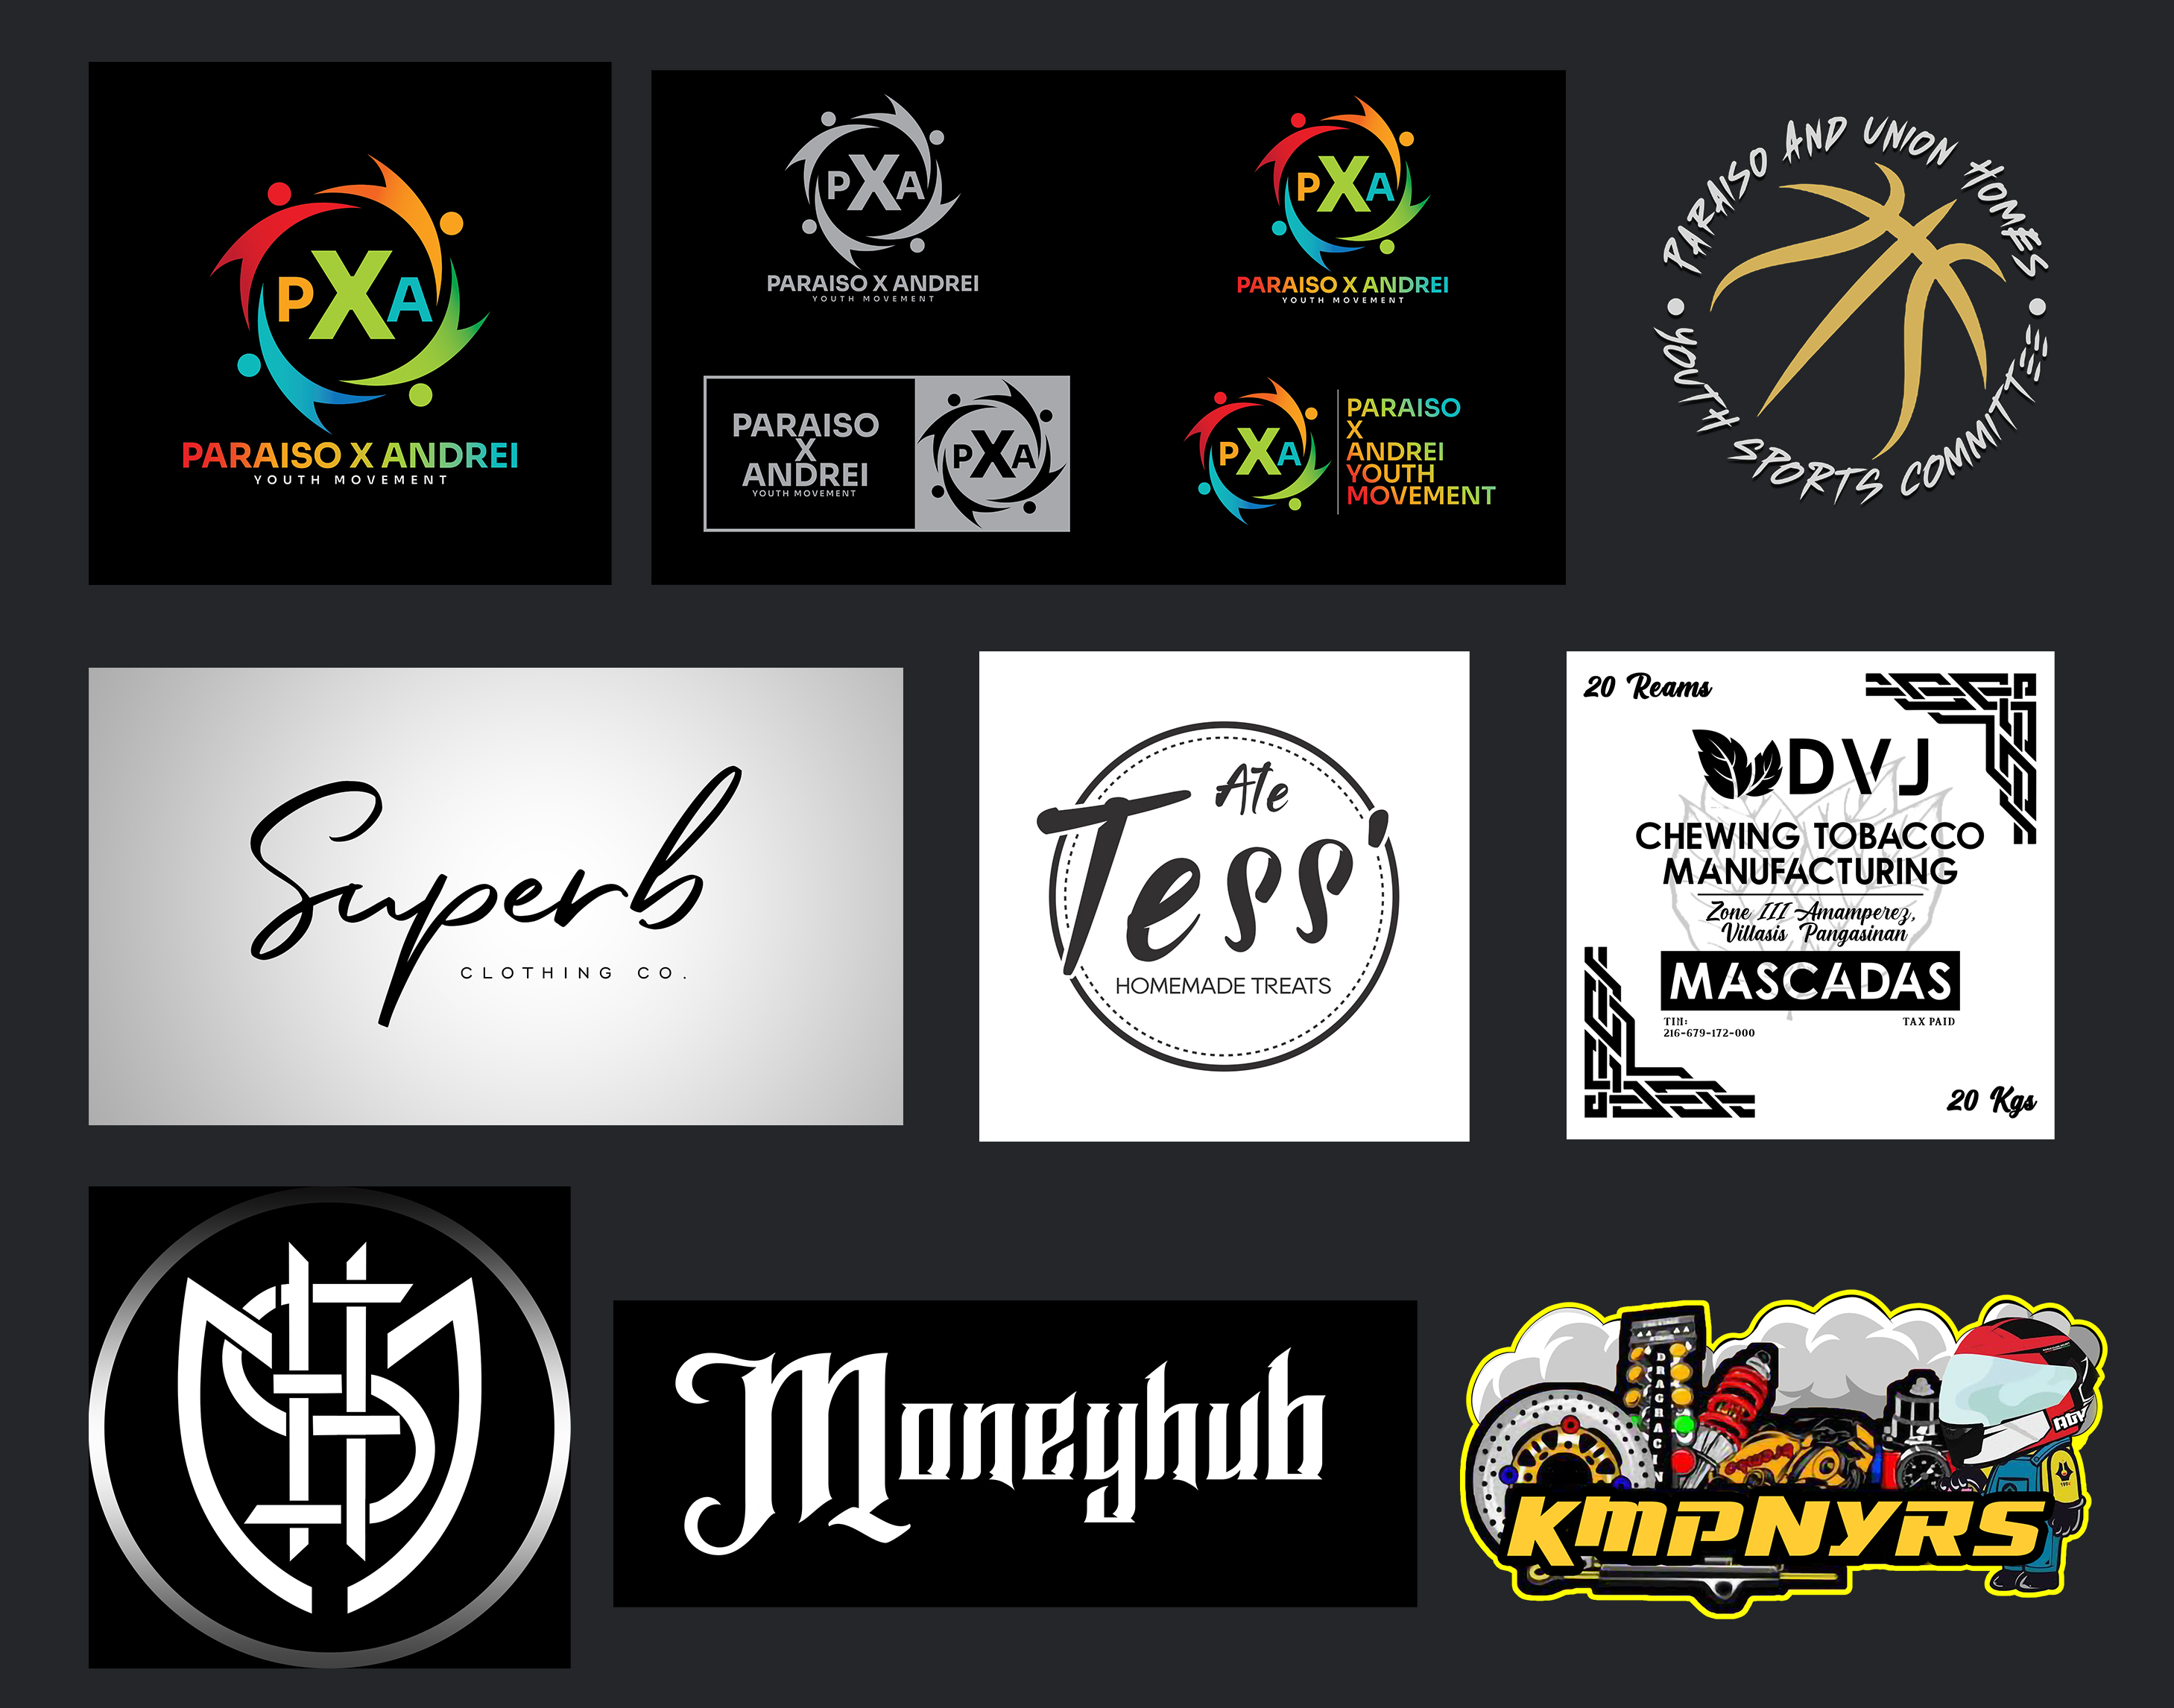 PXA
PARAISO X ANDREI
YOUTH MOVEMENT
PXA
PARAISO X ANDREI
YOUTH MOVEMENT
PXA
PARAISO X ANDREI
YOUTH MOVEMENT
PARAISO
X
ANDREI
YOUTH MOVEMENT
PXA
PXA
PARAISO
X
ANDREI
YOUTH
MOVEMENT
PARAISO AND UNION HOMES
YOUTH SPORTS COMMITTEE
Superb
CLOTHING CO.
Ate
Tess'
HOMEMADE TREATS
20 Reams
DVJ
CHEWING TOBACCO
MANUFACTURING
Zone III Amamperez,
Villasis Pangasinan
MASCADAS
TIN:
216-679-172-000
TAX PAID
20 Kgs
Moneyhub
DRAGRACIN
AGV
KMPNYRS